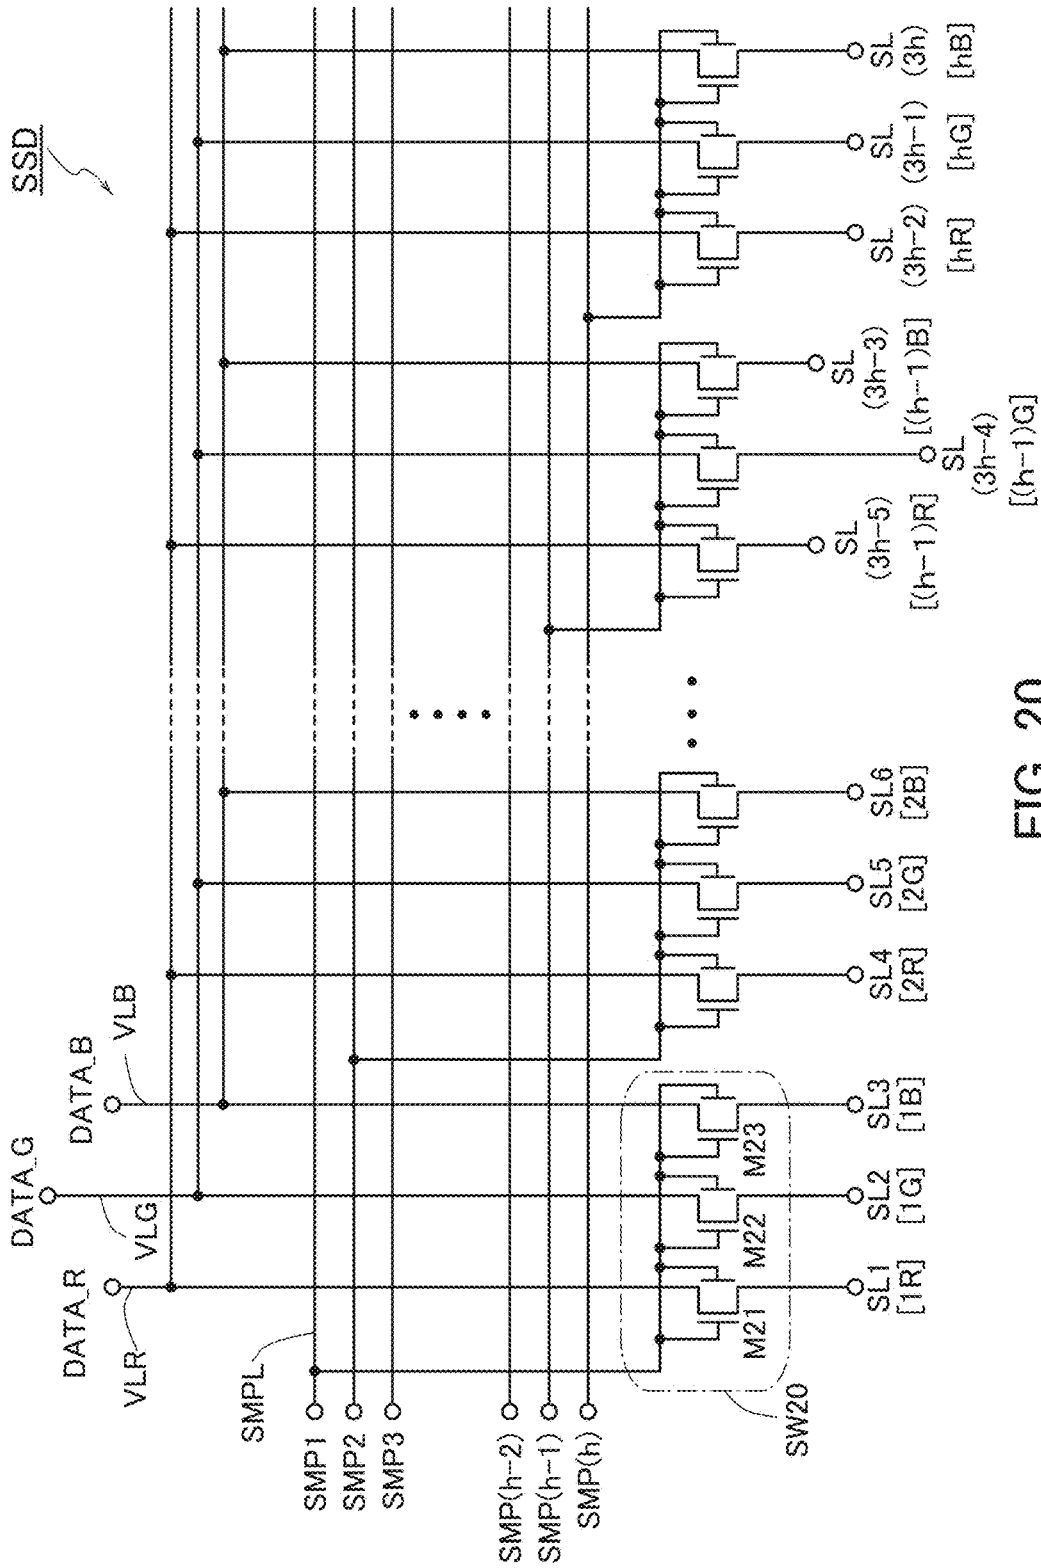 SSD
DATA_R
DATA_G
DATA_B
VLR
VLG
VLB
SMPL
SMP1
SMP2
SMP3
SMP(h-2)
SMP(h-1)
SMP(h)
SW20
M21
M22
M23
SL1
[1R]
SL2
[1G]
SL3
[1B]
SL4
[2R]
SL5
[2G]
SL6
[2B]
SL
(3h-5)
[(h-1)R]
SL
(3h-4)
[(h-1)G]
SL
(3h-3)
[(h-1)B]
SL
(3h-2)
[hR]
SL
(3h-1)
[hG]
SL
(3h)
[hB]
FIG. 20